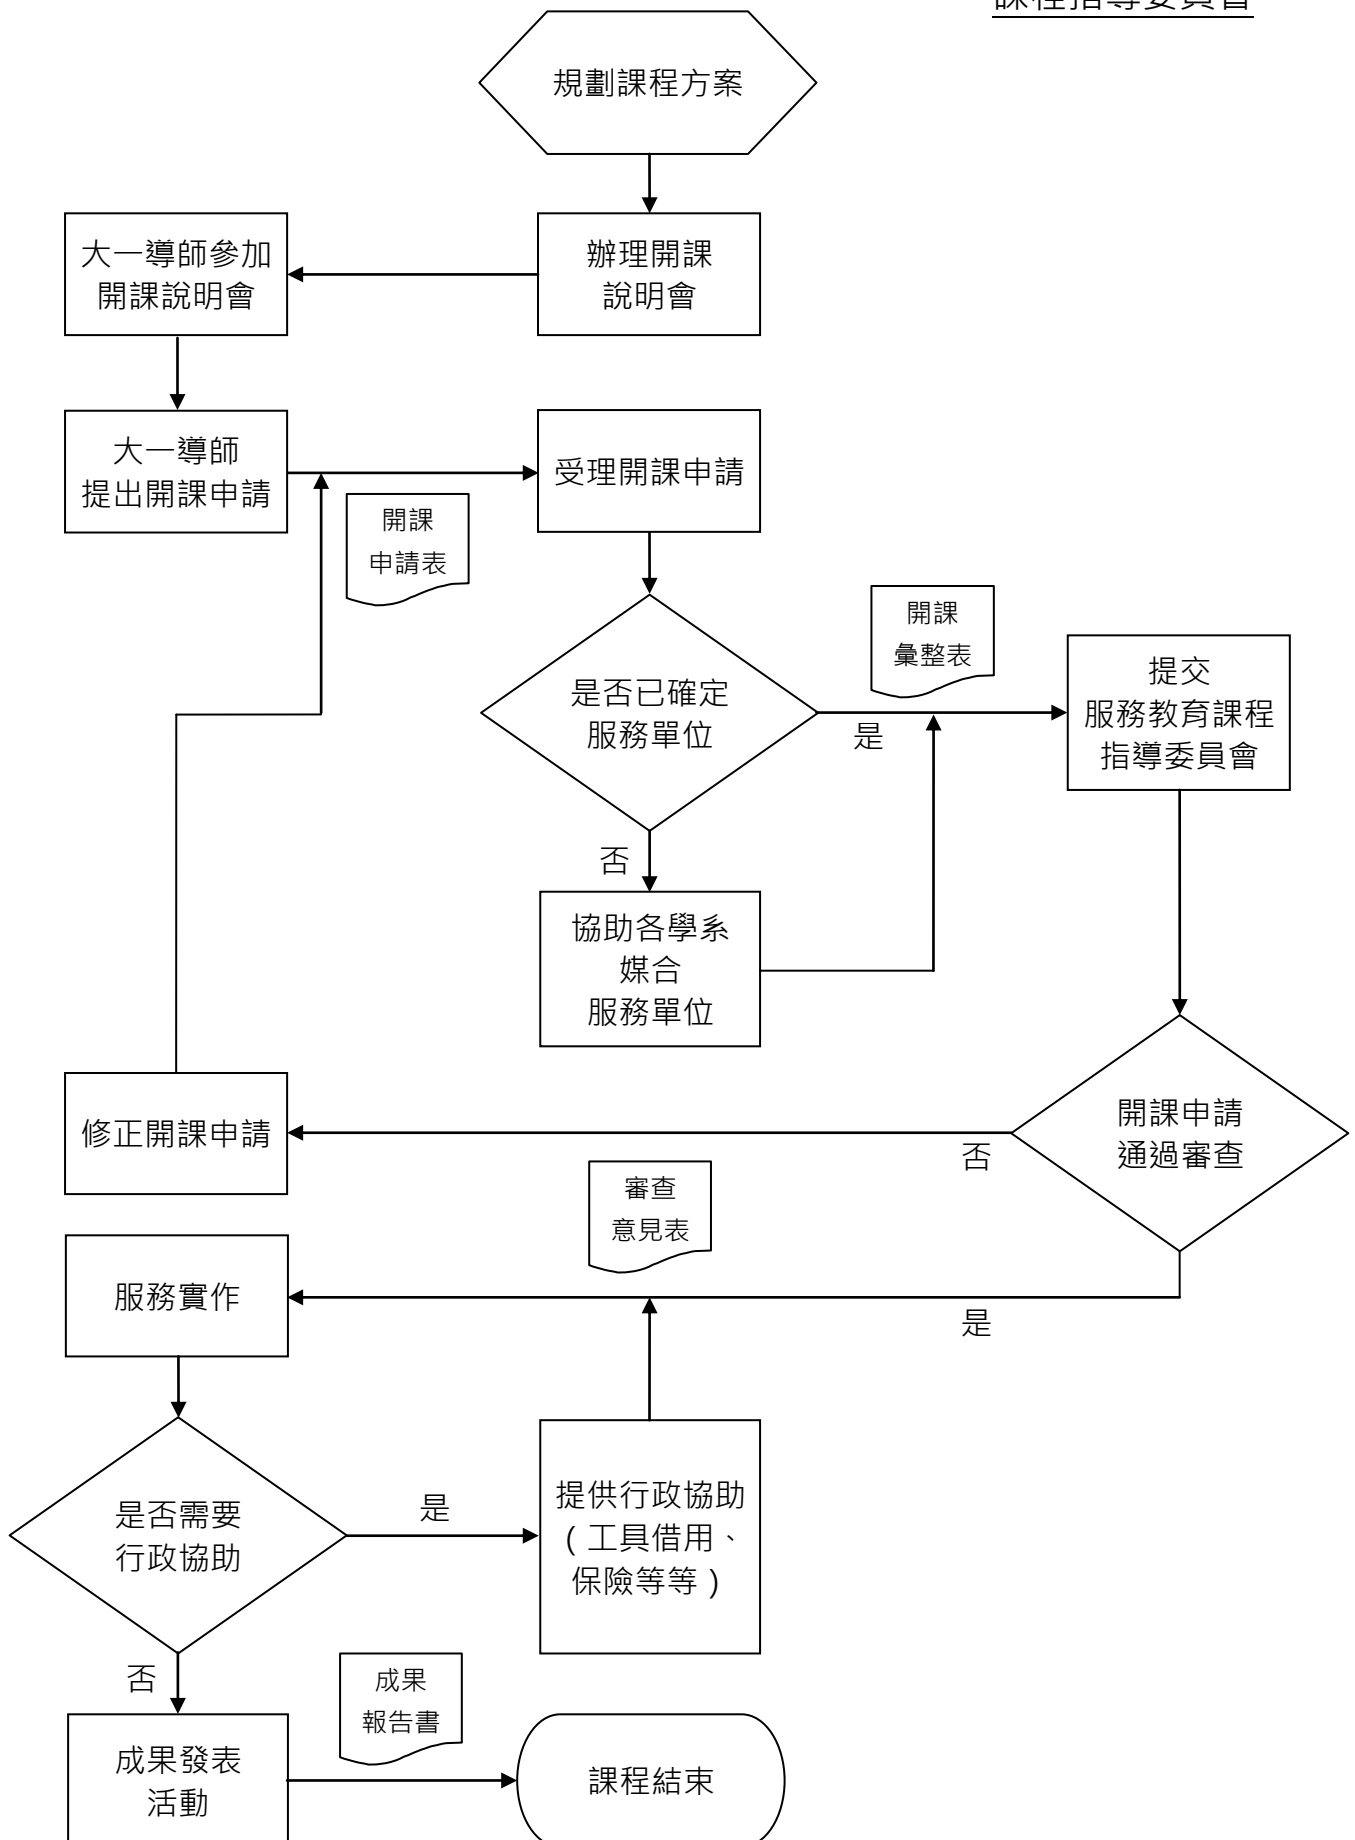 課程指導委員會
規劃課程方案
大一導師參加
開課說明會
辦理開課
說明會
大一導師
提出開課申請
受理開課申請
開課
申請表
開課
彙整表
是否已確定
服務單位
是
提交
服務教育課程
指導委員會
否
協助各學系
媒合
服務單位
修正開課申請
開課申請
通過審查
否
審查
意見表
服務實作
是
是否需要
行政協助
是
提供行政協助
（工具借用、
保險等等）
否
成果
報告書
成果發表
活動
課程結束